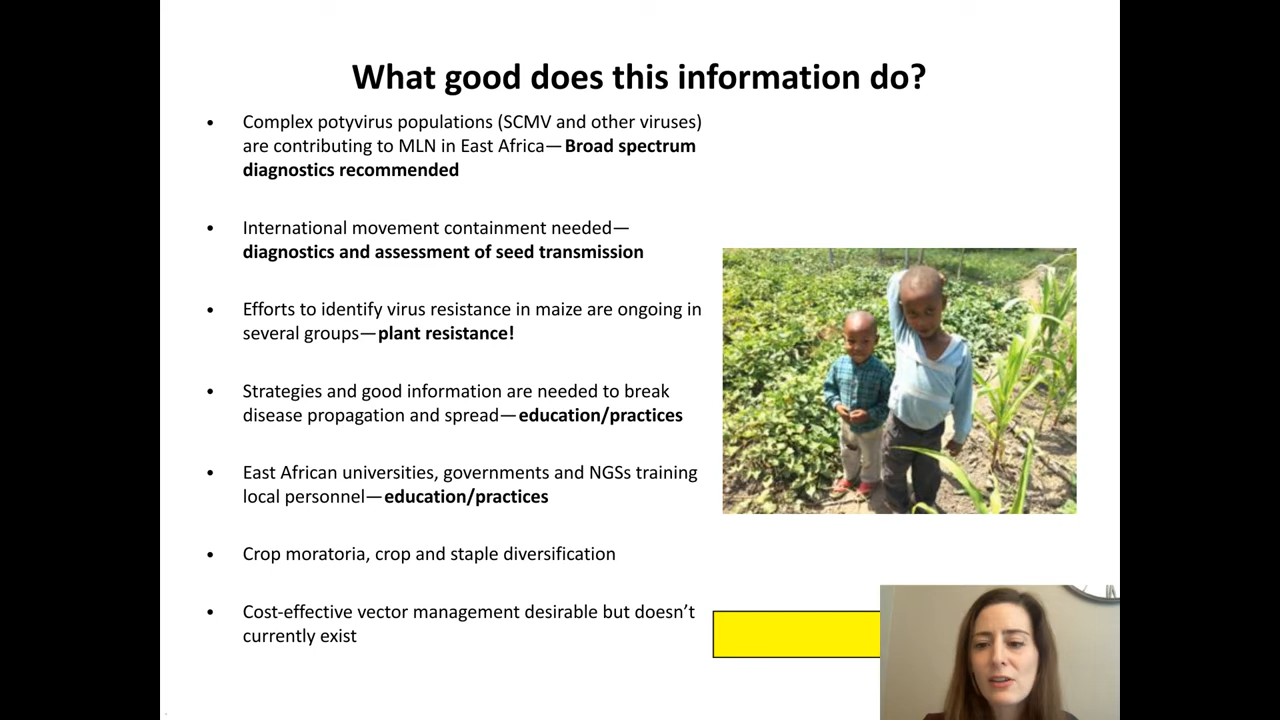 What good does this information do?
• Complex potyvirus populations (SCMV and other viruses)
are contributing to MLN in East Africa—Broad spectrum
diagnostics recommended
• International movement containment needed—
diagnostics and assessment of seed transmission
• Efforts to identify virus resistance in maize are ongoing in
several groups—plant resistance!
• Strategies and good information are needed to break
disease propagation and spread—education/practices
• East African universities, governments and NGSs training
local personnel—education/practices
• Crop moratoria, crop and staple diversification
• Cost-effective vector management desirable but doesn’t
currently exist